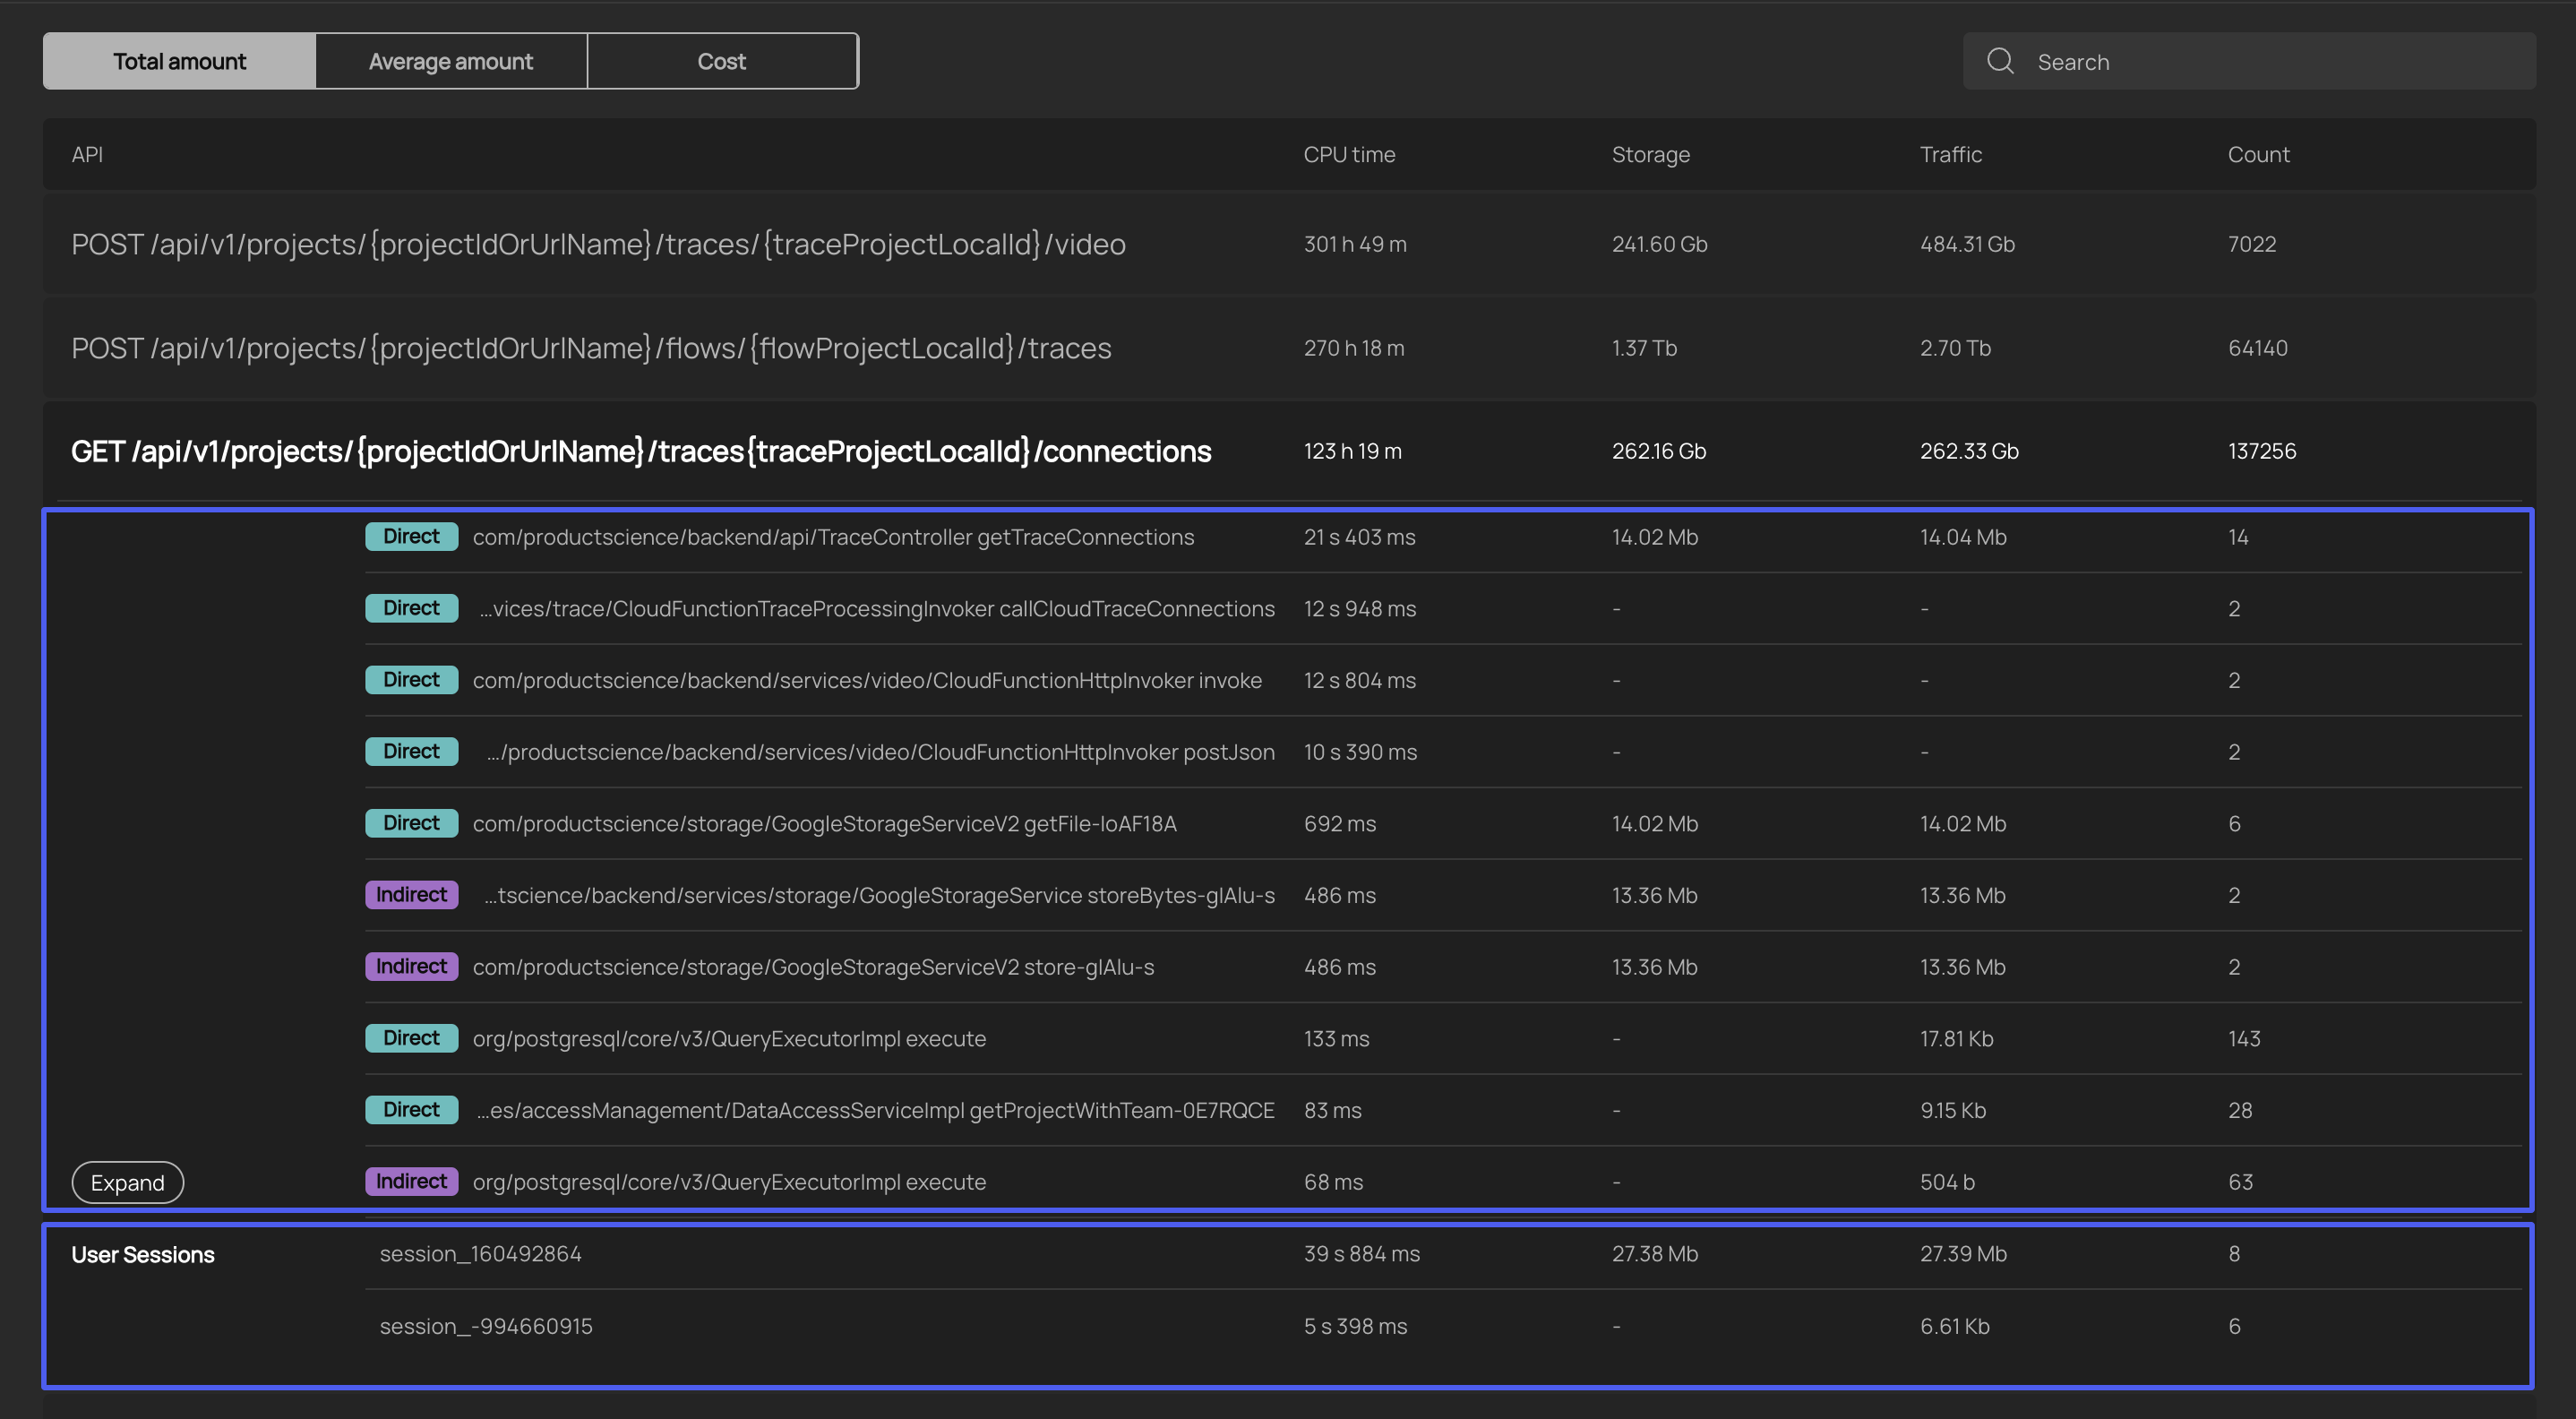 Total amount Average amount Cost Search
API CPU time Storage Traffic Count
POST /api/v1/projects/{projectIdOrUrlName}/traces/{traceProjectLocalId}/video 301 h 49 m 241.60 Gb 484.31 Gb 7022
POST /api/v1/projects/{projectIdOrUrlName}/flows/{flowProjectLocalId}/traces 270 h 18 m 1.37 Tb 2.70 Tb 64140
GET /api/v1/projects/{projectIdOrUrlName}/traces{traceProjectLocalId}/connections 123 h 19 m 262.16 Gb 262.33 Gb 137256
Direct com/productscience/backend/api/TraceController getTraceConnections 21 s 403 ms 14.02 Mb 14.04 Mb 14
Direct ...vices/trace/CloudFunctionTraceProcessingInvoker callCloudTraceConnections 12 s 948 ms - - 2
Direct com/productscience/backend/services/video/CloudFunctionHttpInvoker invoke 12 s 804 ms - - 2
Direct .../productscience/backend/services/video/CloudFunctionHttpInvoker postJson 10 s 390 ms - - 2
Direct com/productscience/storage/GoogleStorageServiceV2 getFile-IoAF18A 692 ms 14.02 Mb 14.02 Mb 6
Indirect ...tscience/backend/services/storage/GoogleStorageService storeBytes-gIAlu-s 486 ms 13.36 Mb 13.36 Mb 2
Indirect com/productscience/storage/GoogleStorageServiceV2 store-gIAlu-s 486 ms 13.36 Mb 13.36 Mb 2
Direct org/postgresql/core/v3/QueryExecutorImpl execute 133 ms - 17.81 Kb 143
Direct ...es/accessManagement/DataAccessServiceImpl getProjectWithTeam-0E7RQCE 83 ms - 9.15 Kb 28
Expand Indirect org/postgresql/core/v3/QueryExecutorImpl execute 68 ms - 504 b 63
User Sessions session_160492864 39 s 884 ms 27.38 Mb 27.39 Mb 8
session_-994660915 5 s 398 ms - 6.61 Kb 6